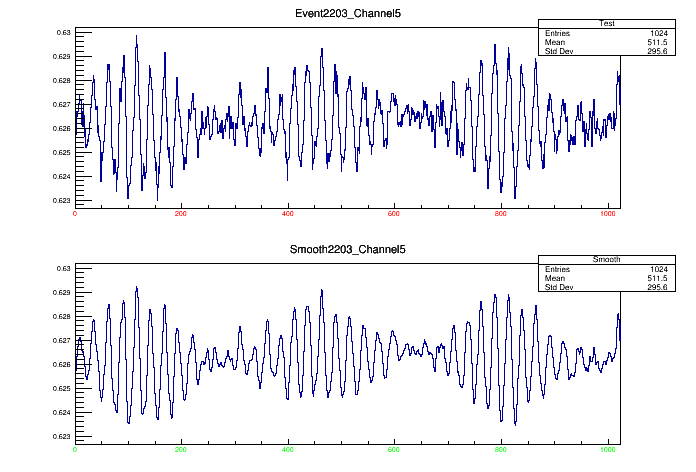 Event2203_Channel5
Test
Entries 1024
Mean 511.5
Std Dev 295.6
0.63
0.629
0.628
0.627
0.626
0.625
0.624
0.623
0 200 400 600 800 1000
Smooth2203_Channel5
Smooth
Entries 1024
Mean 511.5
Std Dev 295.6
0.63
0.629
0.628
0.627
0.626
0.625
0.624
0.623
0 200 400 600 800 1000